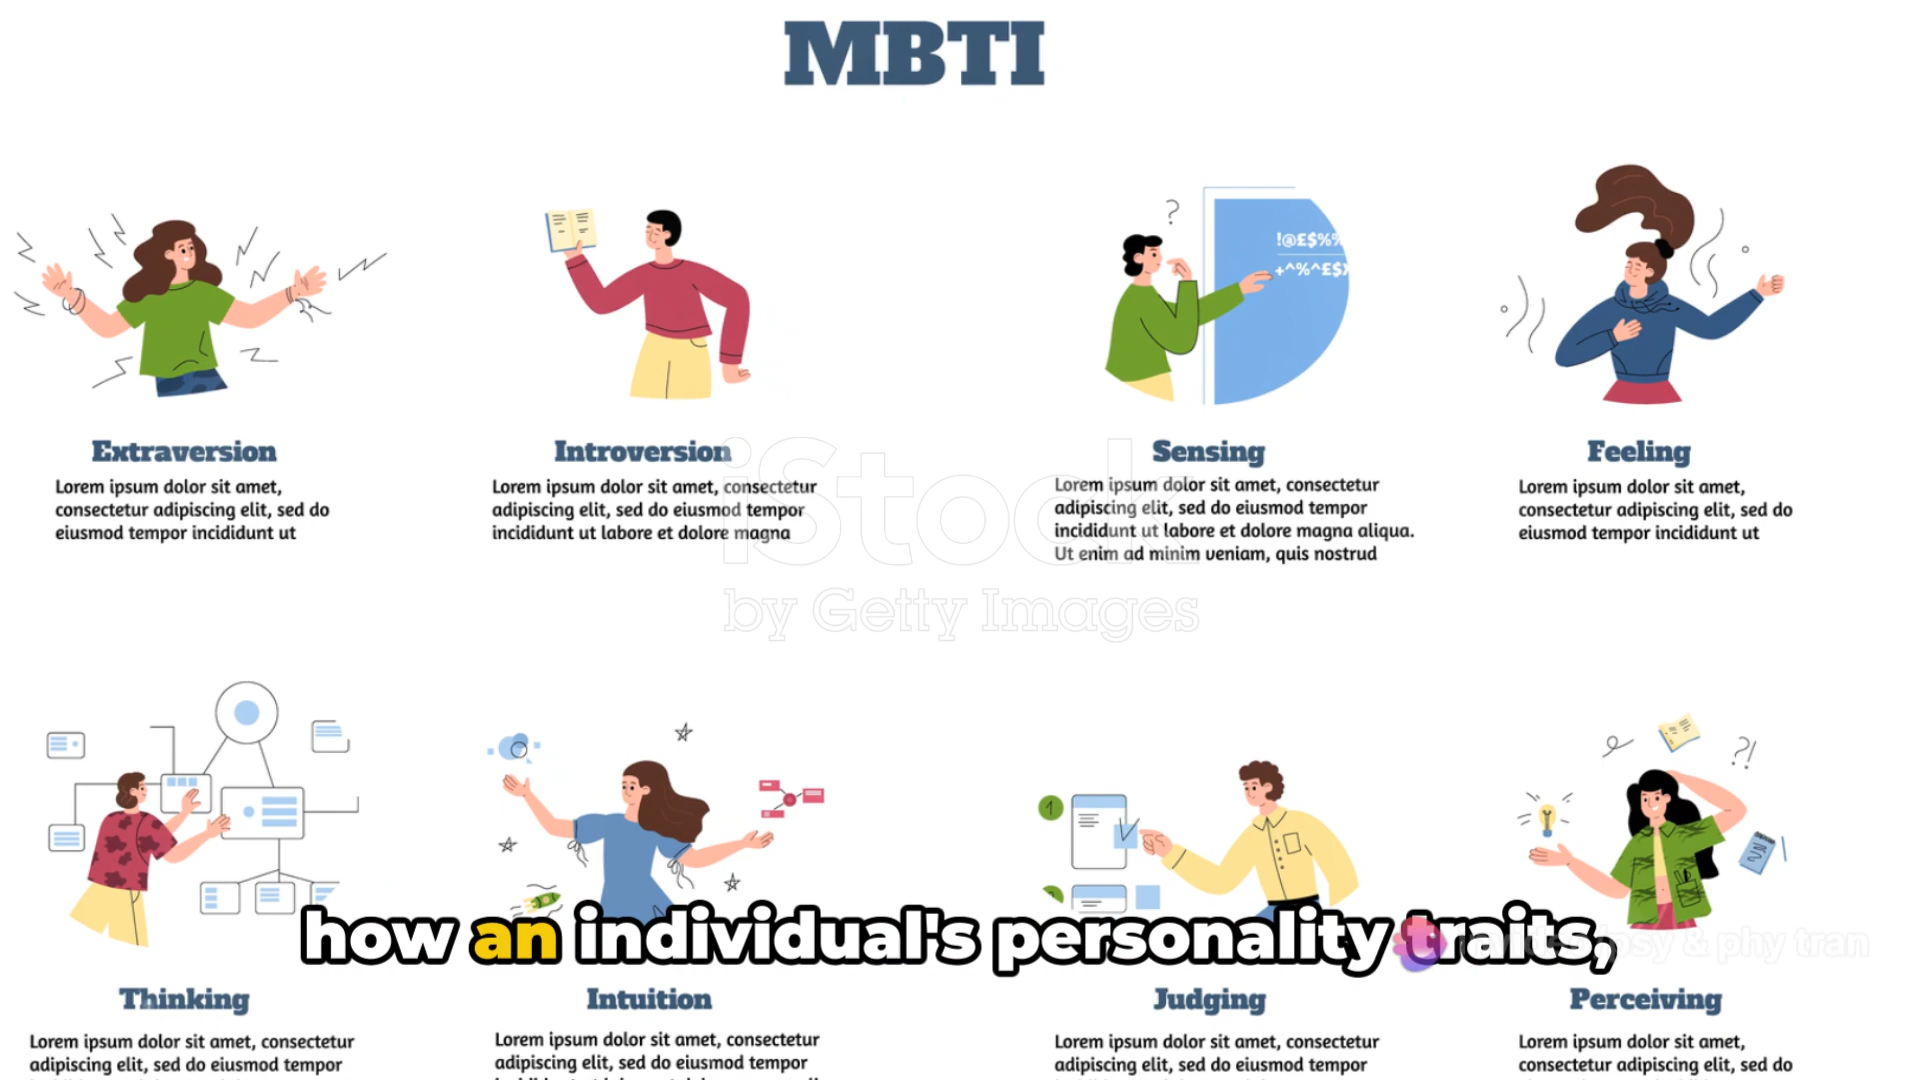 MBTI
!@£$%%
+^%^£$
?
Extraversion
Lorem ipsum dolor sit amet,
consectetur adipiscing elit, sed do
eiusmod tempor incididunt ut
Introversion
Lorem ipsum dolor sit amet, consectetur
adipiscing elit, sed do eiusmod tempor
incididunt ut labore et dolore magna
Sensing
Lorem ipsum dolor sit amet, consectetur
adipiscing elit, sed do eiusmod tempor
incididunt ut labore et dolore magna aliqua.
Ut enim ad minim veniam, quis nostrud
Feeling
Lorem ipsum dolor sit amet,
consectetur adipiscing elit, sed do
eiusmod tempor incididunt ut
iStock
by Getty Images
?!
1
how an individual's personality traits,
psy & phy tran
Thinking
Lorem ipsum dolor sit amet, consectetur
adipiscing elit, sed do eiusmod tempor
Intuition
Lorem ipsum dolor sit amet, consectetur
adipiscing elit, sed do eiusmod tempor
Judging
Lorem ipsum dolor sit amet, consectetur
adipiscing elit, sed do eiusmod tempor
Perceiving
Lorem ipsum dolor sit amet,
consectetur adipiscing elit, sed do